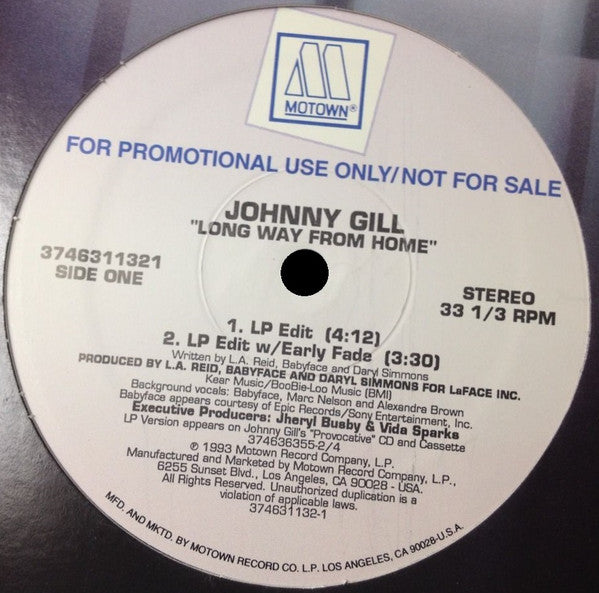 MOTOWN®
FOR PROMOTIONAL USE ONLY/NOT FOR SALE
JOHNNY GILL
"LONG WAY FROM HOME"
3746311321
SIDE ONE
STEREO
33 1/3 RPM
1. LP Edit (4:12)
2. LP Edit w/Early Fade (3:30)
Written by L.A. Reid, Babyface and Daryl Simmons
PRODUCED BY L.A. REID, BABYFACE AND DARYL SIMMONS FOR LaFACE INC.
Kear Music/BooBie-Loo Music (BMI)
Background vocals: Babyface, Marc Nelson and Alexandra Brown
Babyface appears courtesy of Epic Records/Sony Entertainment, Inc.
Executive Producers: Jheryl Busby & Vida Sparks
LP Version appears on Johnny Gill's "Provocative" CD and Cassette
374636355-2/4
℗ 1993 Motown Record Company, L.P.
Manufactured and Marketed by Motown Record Company, L.P.,
6255 Sunset Blvd., Los Angeles, CA 90028 - USA.
All Rights Reserved. Unauthorized duplication is a
violation of applicable laws.
374631132-1
MFD. AND MKTD. BY MOTOWN RECORD CO. L.P. LOS ANGELES, CA 90028-U.S.A.